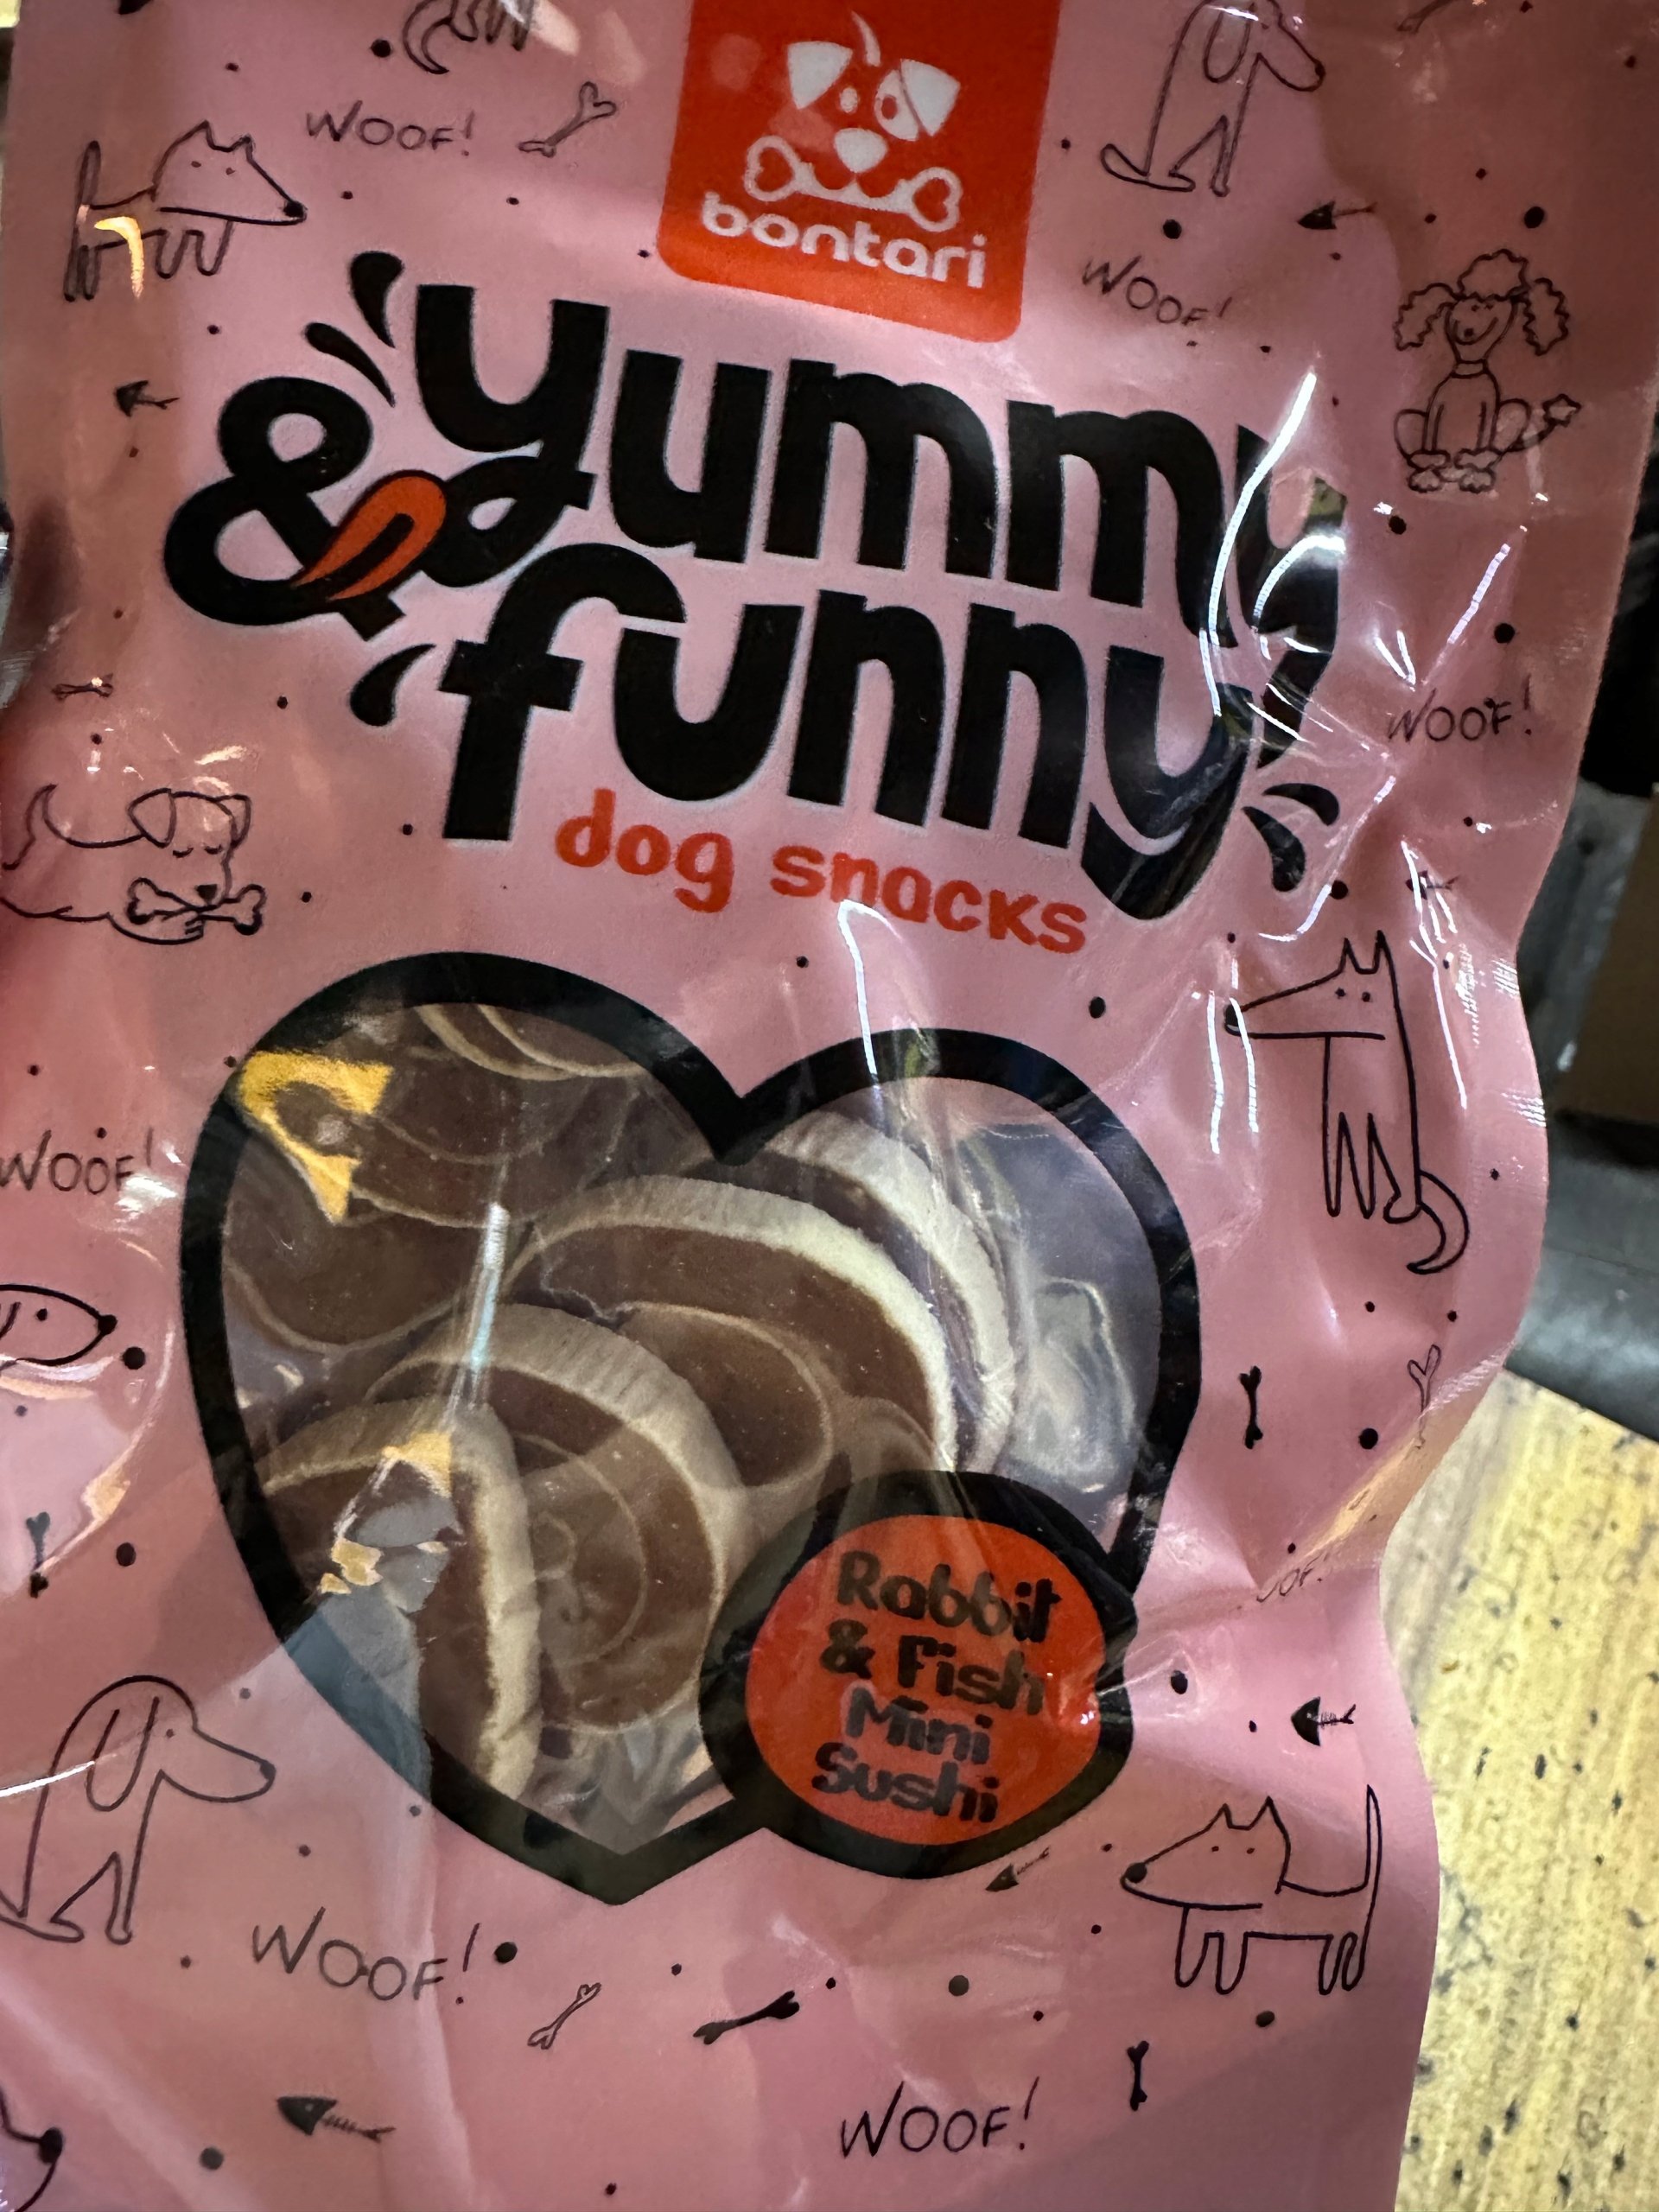 WOOF!
bontari
WOOF!
yummy
&
funny
WOOF!
dog snacks
WOOF!
Rabbit
& Fish
Mini
Sushi
WOOF!
WOOF!